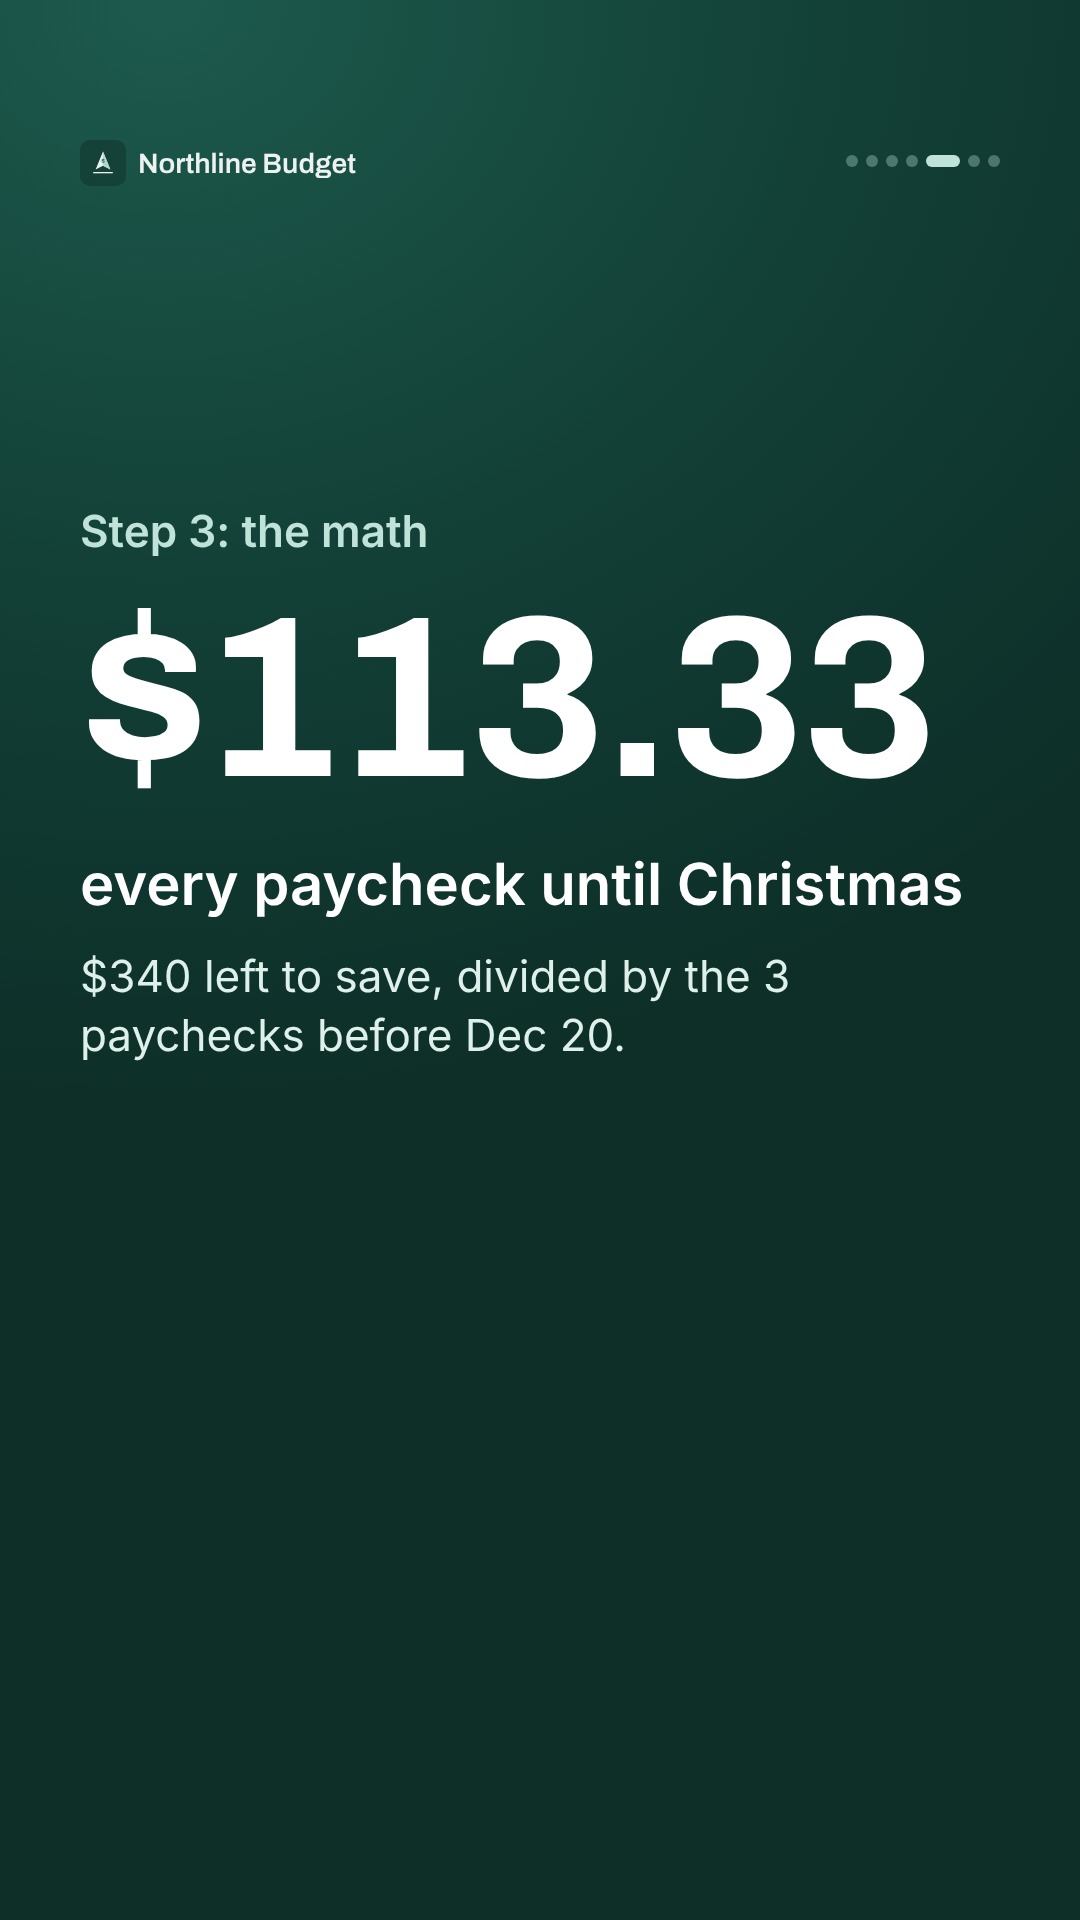 Northline Budget
Step 3: the math
$113.33
every paycheck until Christmas
$340 left to save, divided by the 3
paychecks before Dec 20.